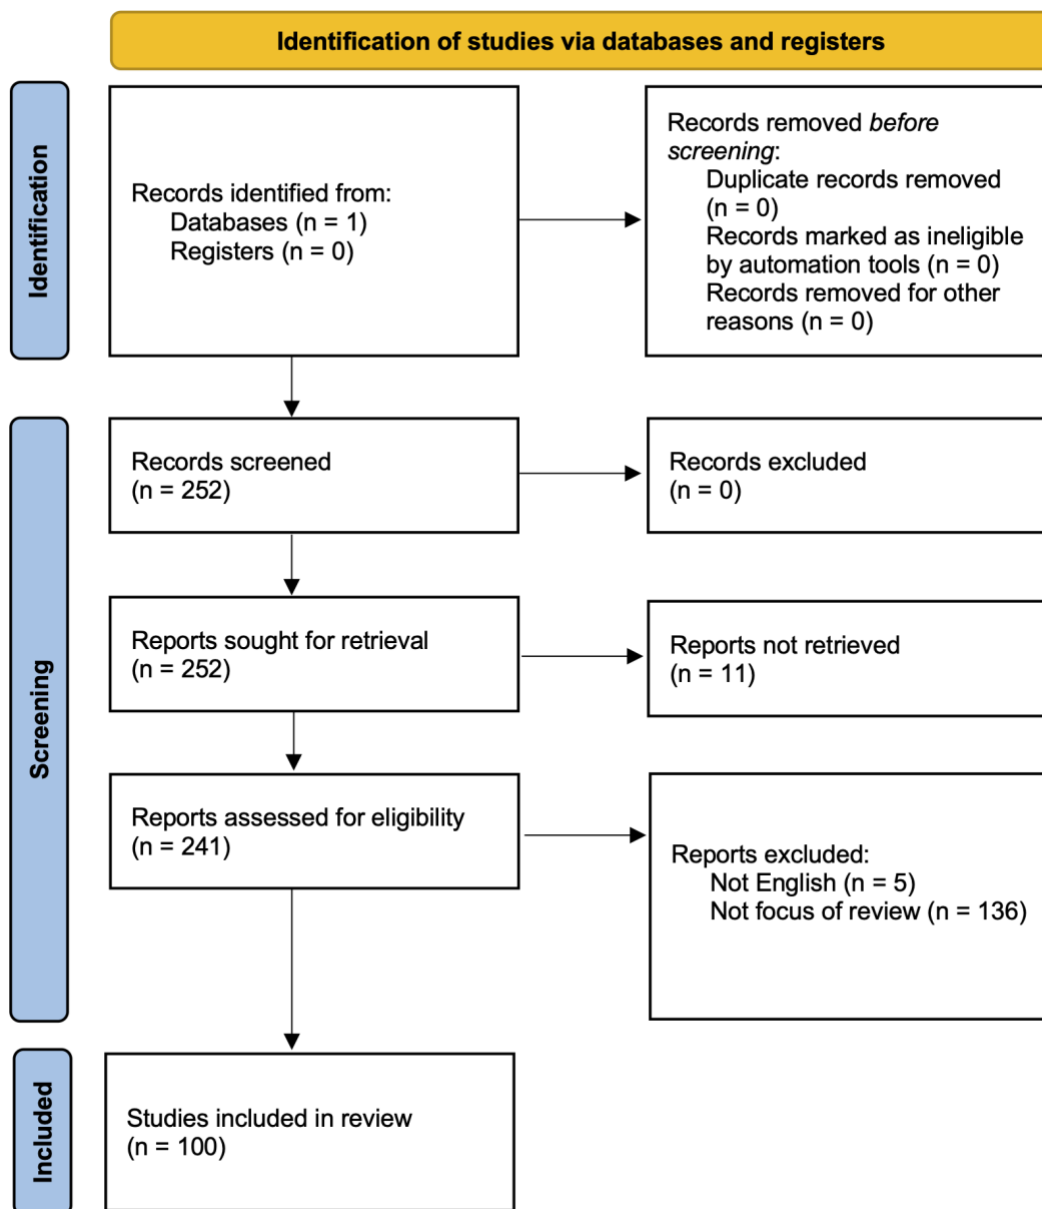 Identification of studies via databases and registers
Identification
Records identified from:
Databases (n = 1)
Registers (n = 0)
Records removed before
screening:
Duplicate records removed
(n = 0)
Records marked as ineligible
by automation tools (n = 0)
Records removed for other
reasons (n = 0)
Screening
Records screened
(n = 252)
Records excluded
(n = 0)
Reports sought for retrieval
(n = 252)
Reports not retrieved
(n = 11)
Reports assessed for eligibility
(n = 241)
Reports excluded:
Not English (n = 5)
Not focus of review (n = 136)
Included
Studies included in review
(n = 100)